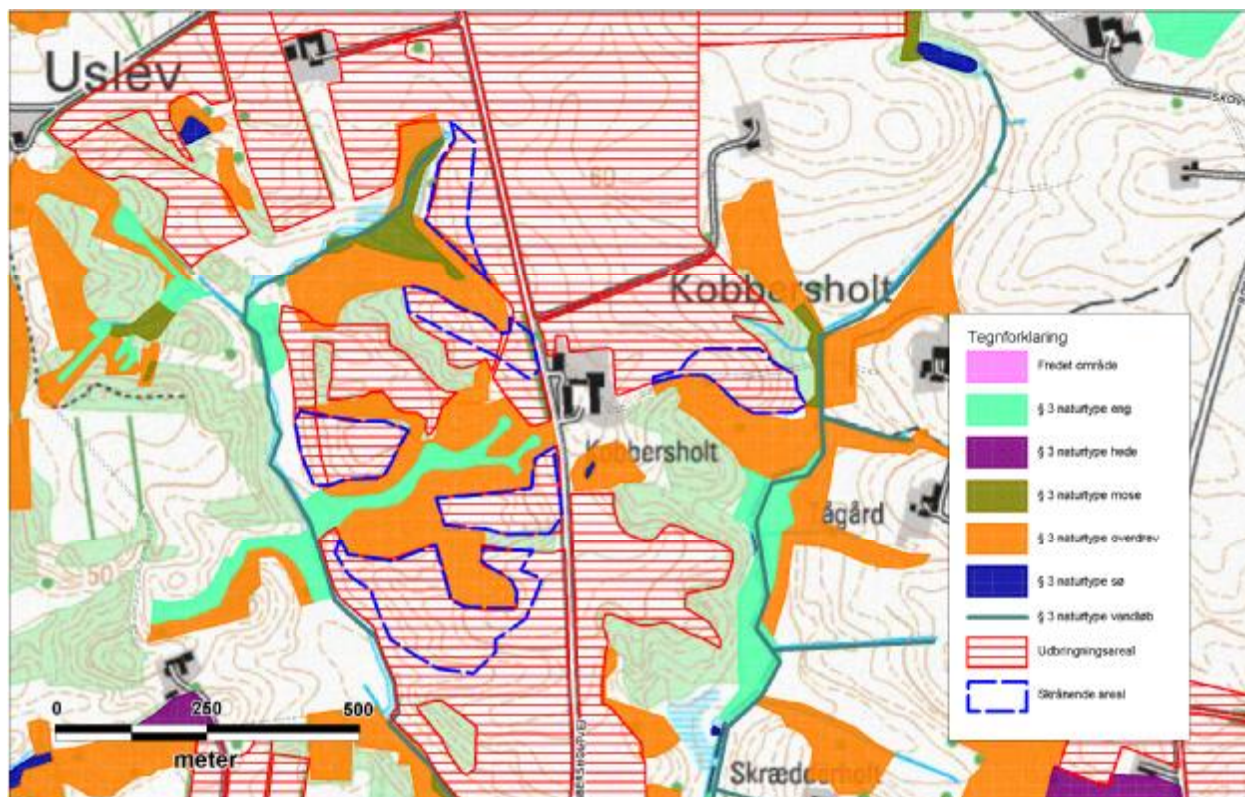 Uslev
60
Kobbersholt
Kobbersholt
Tågård
50
Skrædderholt
0 250 500
meter
Tegnforklaring
Fredet område
§ 3 naturtype eng
§ 3 naturtype hede
§ 3 naturtype mose
§ 3 naturtype overdrev
§ 3 naturtype sø
§ 3 naturtype vandløb
Udbringningsareal
Skrånende areal